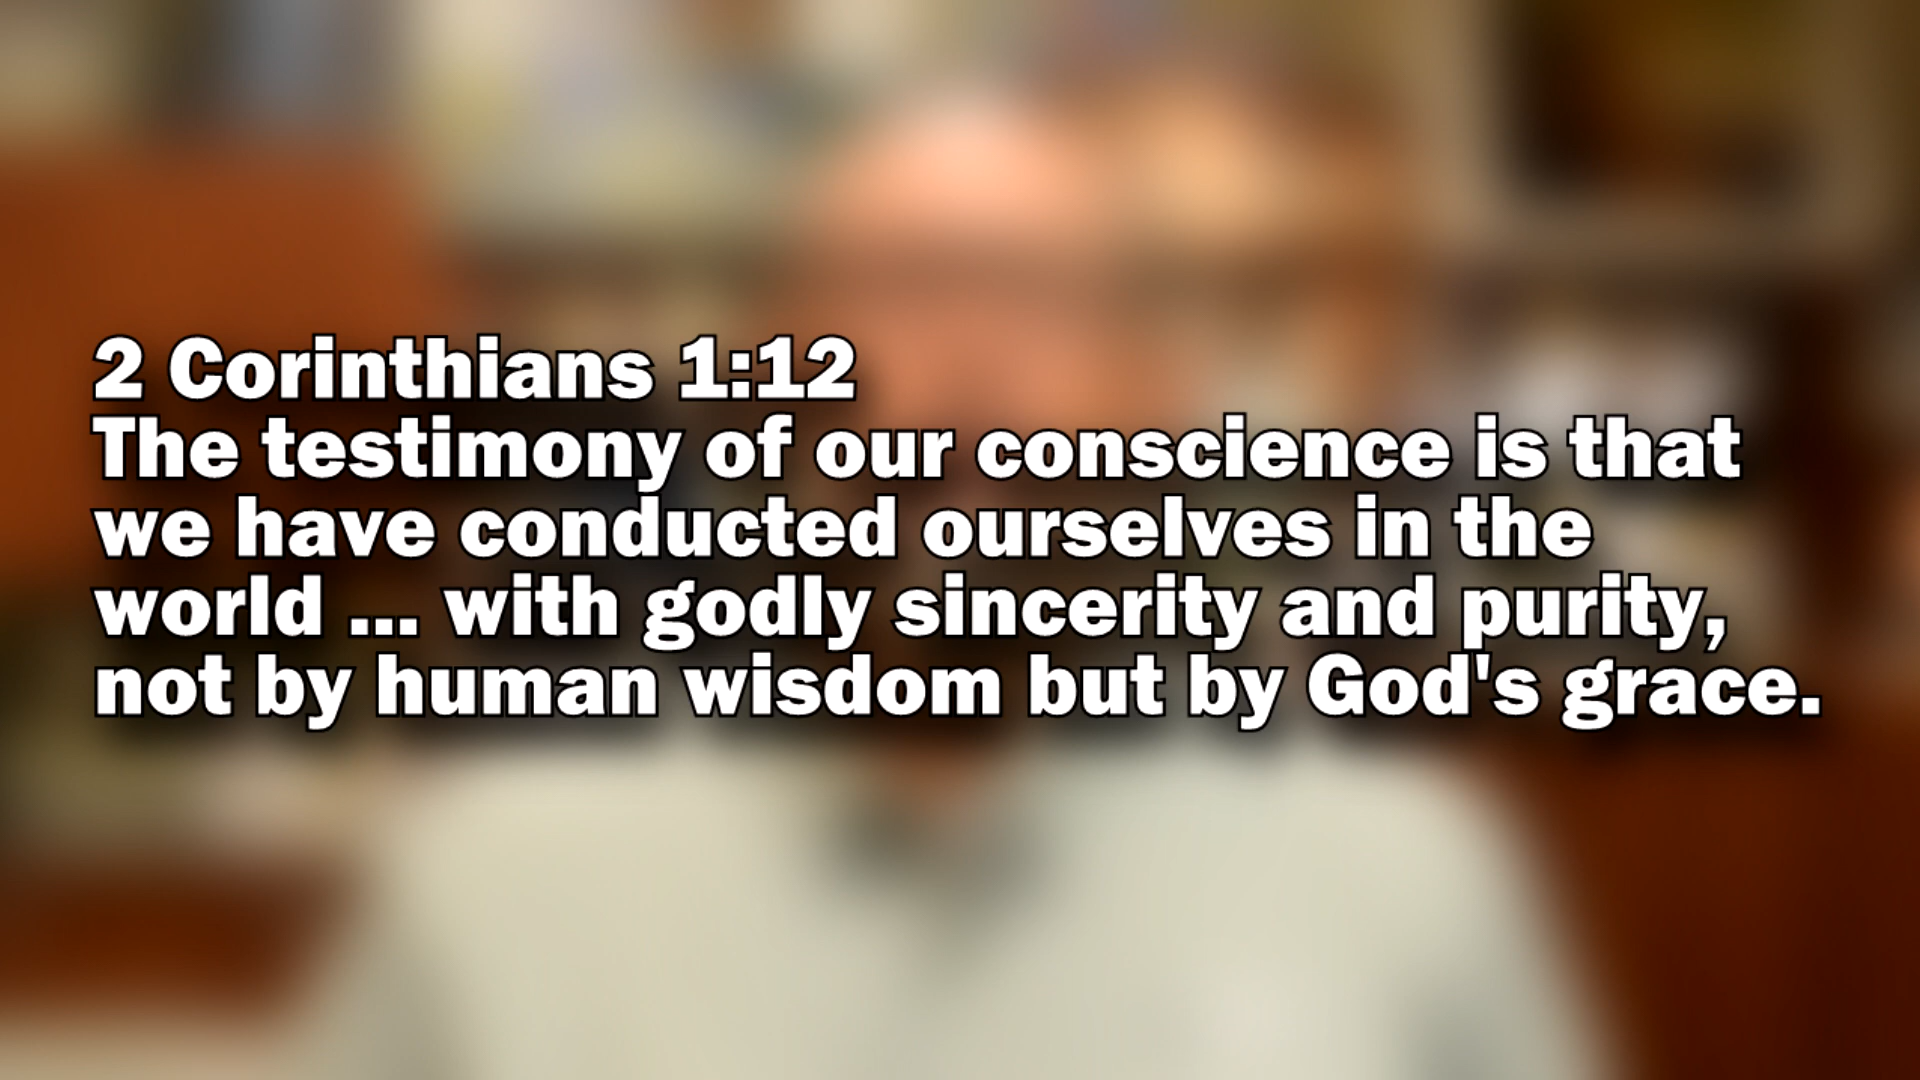 2 Corinthians 1:12
The testimony of our conscience is that
we have conducted ourselves in the
world ... with godly sincerity and purity,
not by human wisdom but by God's grace.